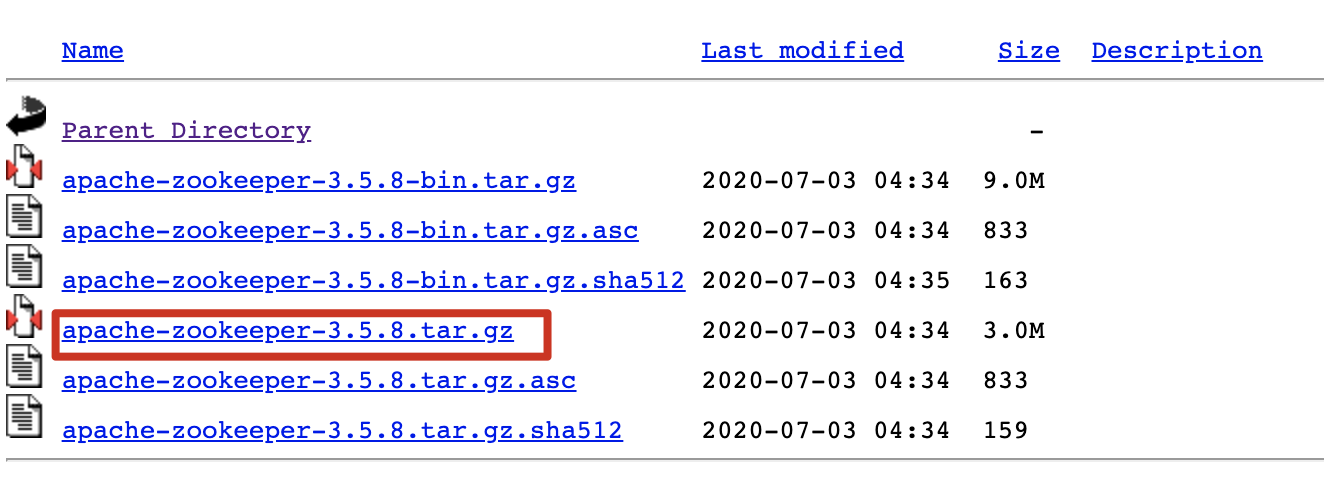 Name Last modified Size Description
Parent Directory -
apache-zookeeper-3.5.8-bin.tar.gz 2020-07-03 04:34 9.0M
apache-zookeeper-3.5.8-bin.tar.gz.asc 2020-07-03 04:34 833
apache-zookeeper-3.5.8-bin.tar.gz.sha512 2020-07-03 04:35 163
apache-zookeeper-3.5.8.tar.gz 2020-07-03 04:34 3.0M
apache-zookeeper-3.5.8.tar.gz.asc 2020-07-03 04:34 833
apache-zookeeper-3.5.8.tar.gz.sha512 2020-07-03 04:34 159